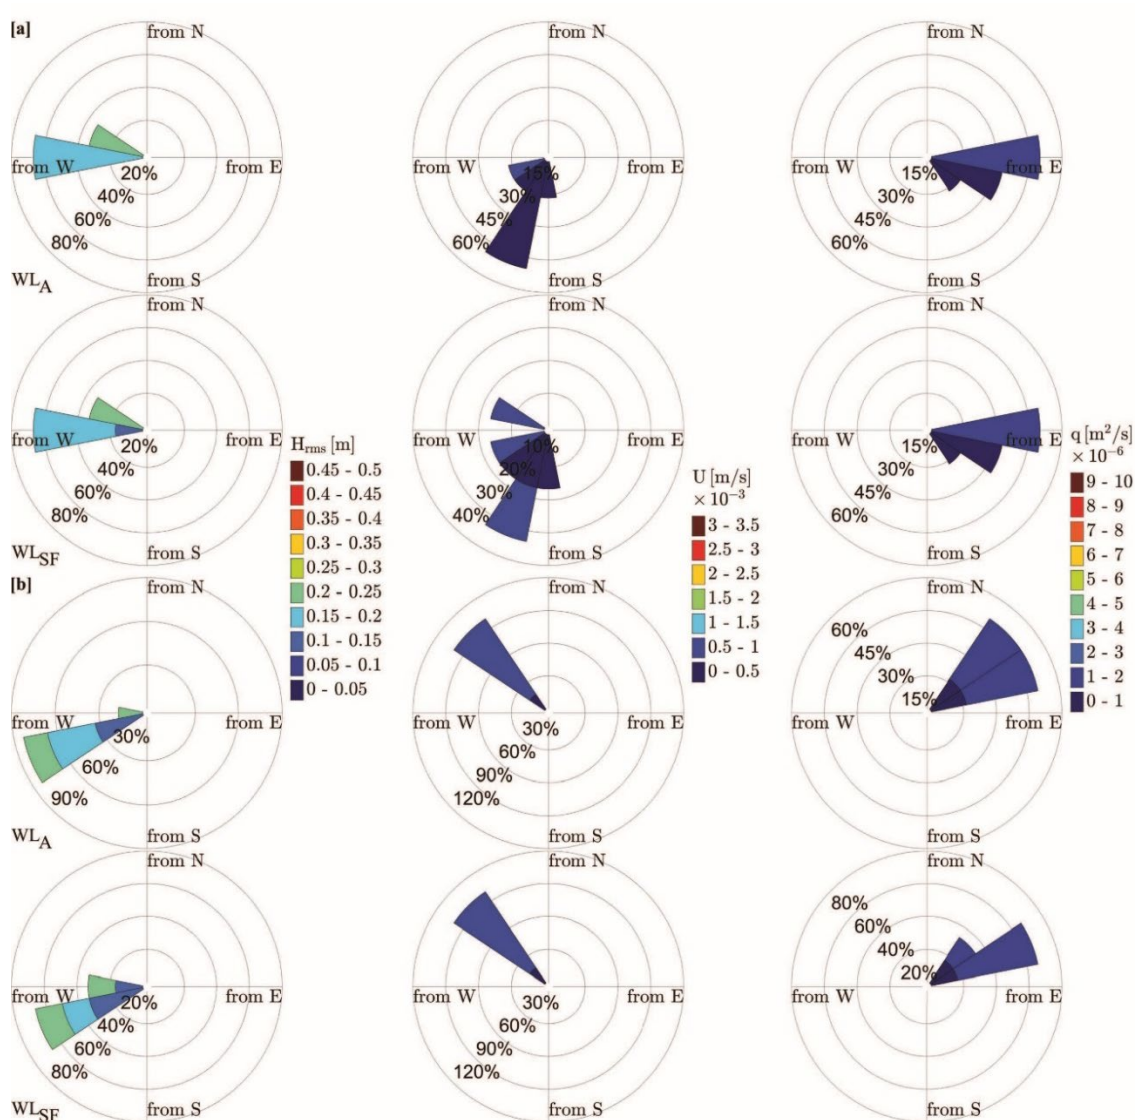 [a]
from N from N from N
from W 20% from E from W 15% from E from W 15% from E
40% 30% 30%
60% 45% 45%
80% 60% 60%
WL_A from S from S from S
from N from N from N
from W 20% from E from W 10% from E from W 15% from E
40% 20% 30%
60% 30% 45%
80% 40% 60%
WL_SF from S from S from S
H_rms [m]
0.45 - 0.5
0.4 - 0.45
0.35 - 0.4
0.3 - 0.35
0.25 - 0.3
0.2 - 0.25
0.15 - 0.2
0.1 - 0.15
0.05 - 0.1
0 - 0.05
U [m/s]
× 10⁻³
3 - 3.5
2.5 - 3
2 - 2.5
1.5 - 2
1 - 1.5
0.5 - 1
0 - 0.5
q [m²/s]
× 10⁻⁶
9 - 10
8 - 9
7 - 8
6 - 7
5 - 6
4 - 5
3 - 4
2 - 3
1 - 2
0 - 1
[b]
from N from N from N
60%
45%
30%
15%
from W 30% from E from W 30% from E from W from E
60% 60%
90% 90%
120%
WL_A from S from S from S
from N from N from N
80%
60%
40%
20%
from W 20% from E from W 30% from E from W from E
40% 60%
60% 90%
80% 120%
WL_SF from S from S from S